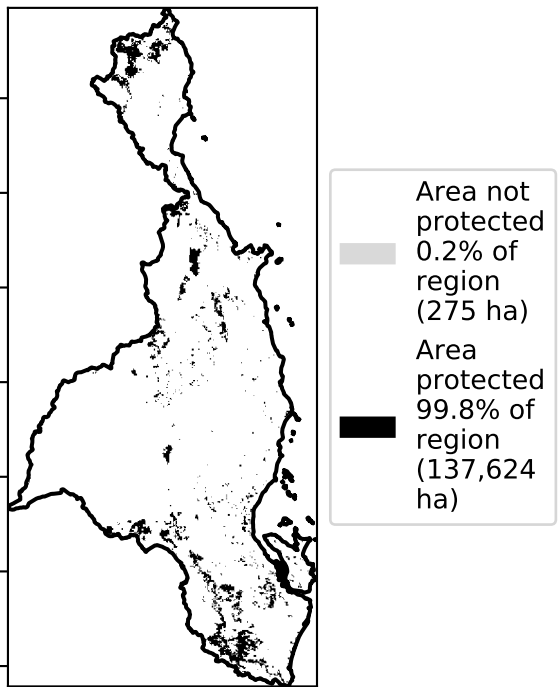 Area not
protected
0.2% of
region
(275 ha)
Area
protected
99.8% of
region
(137,624
ha)